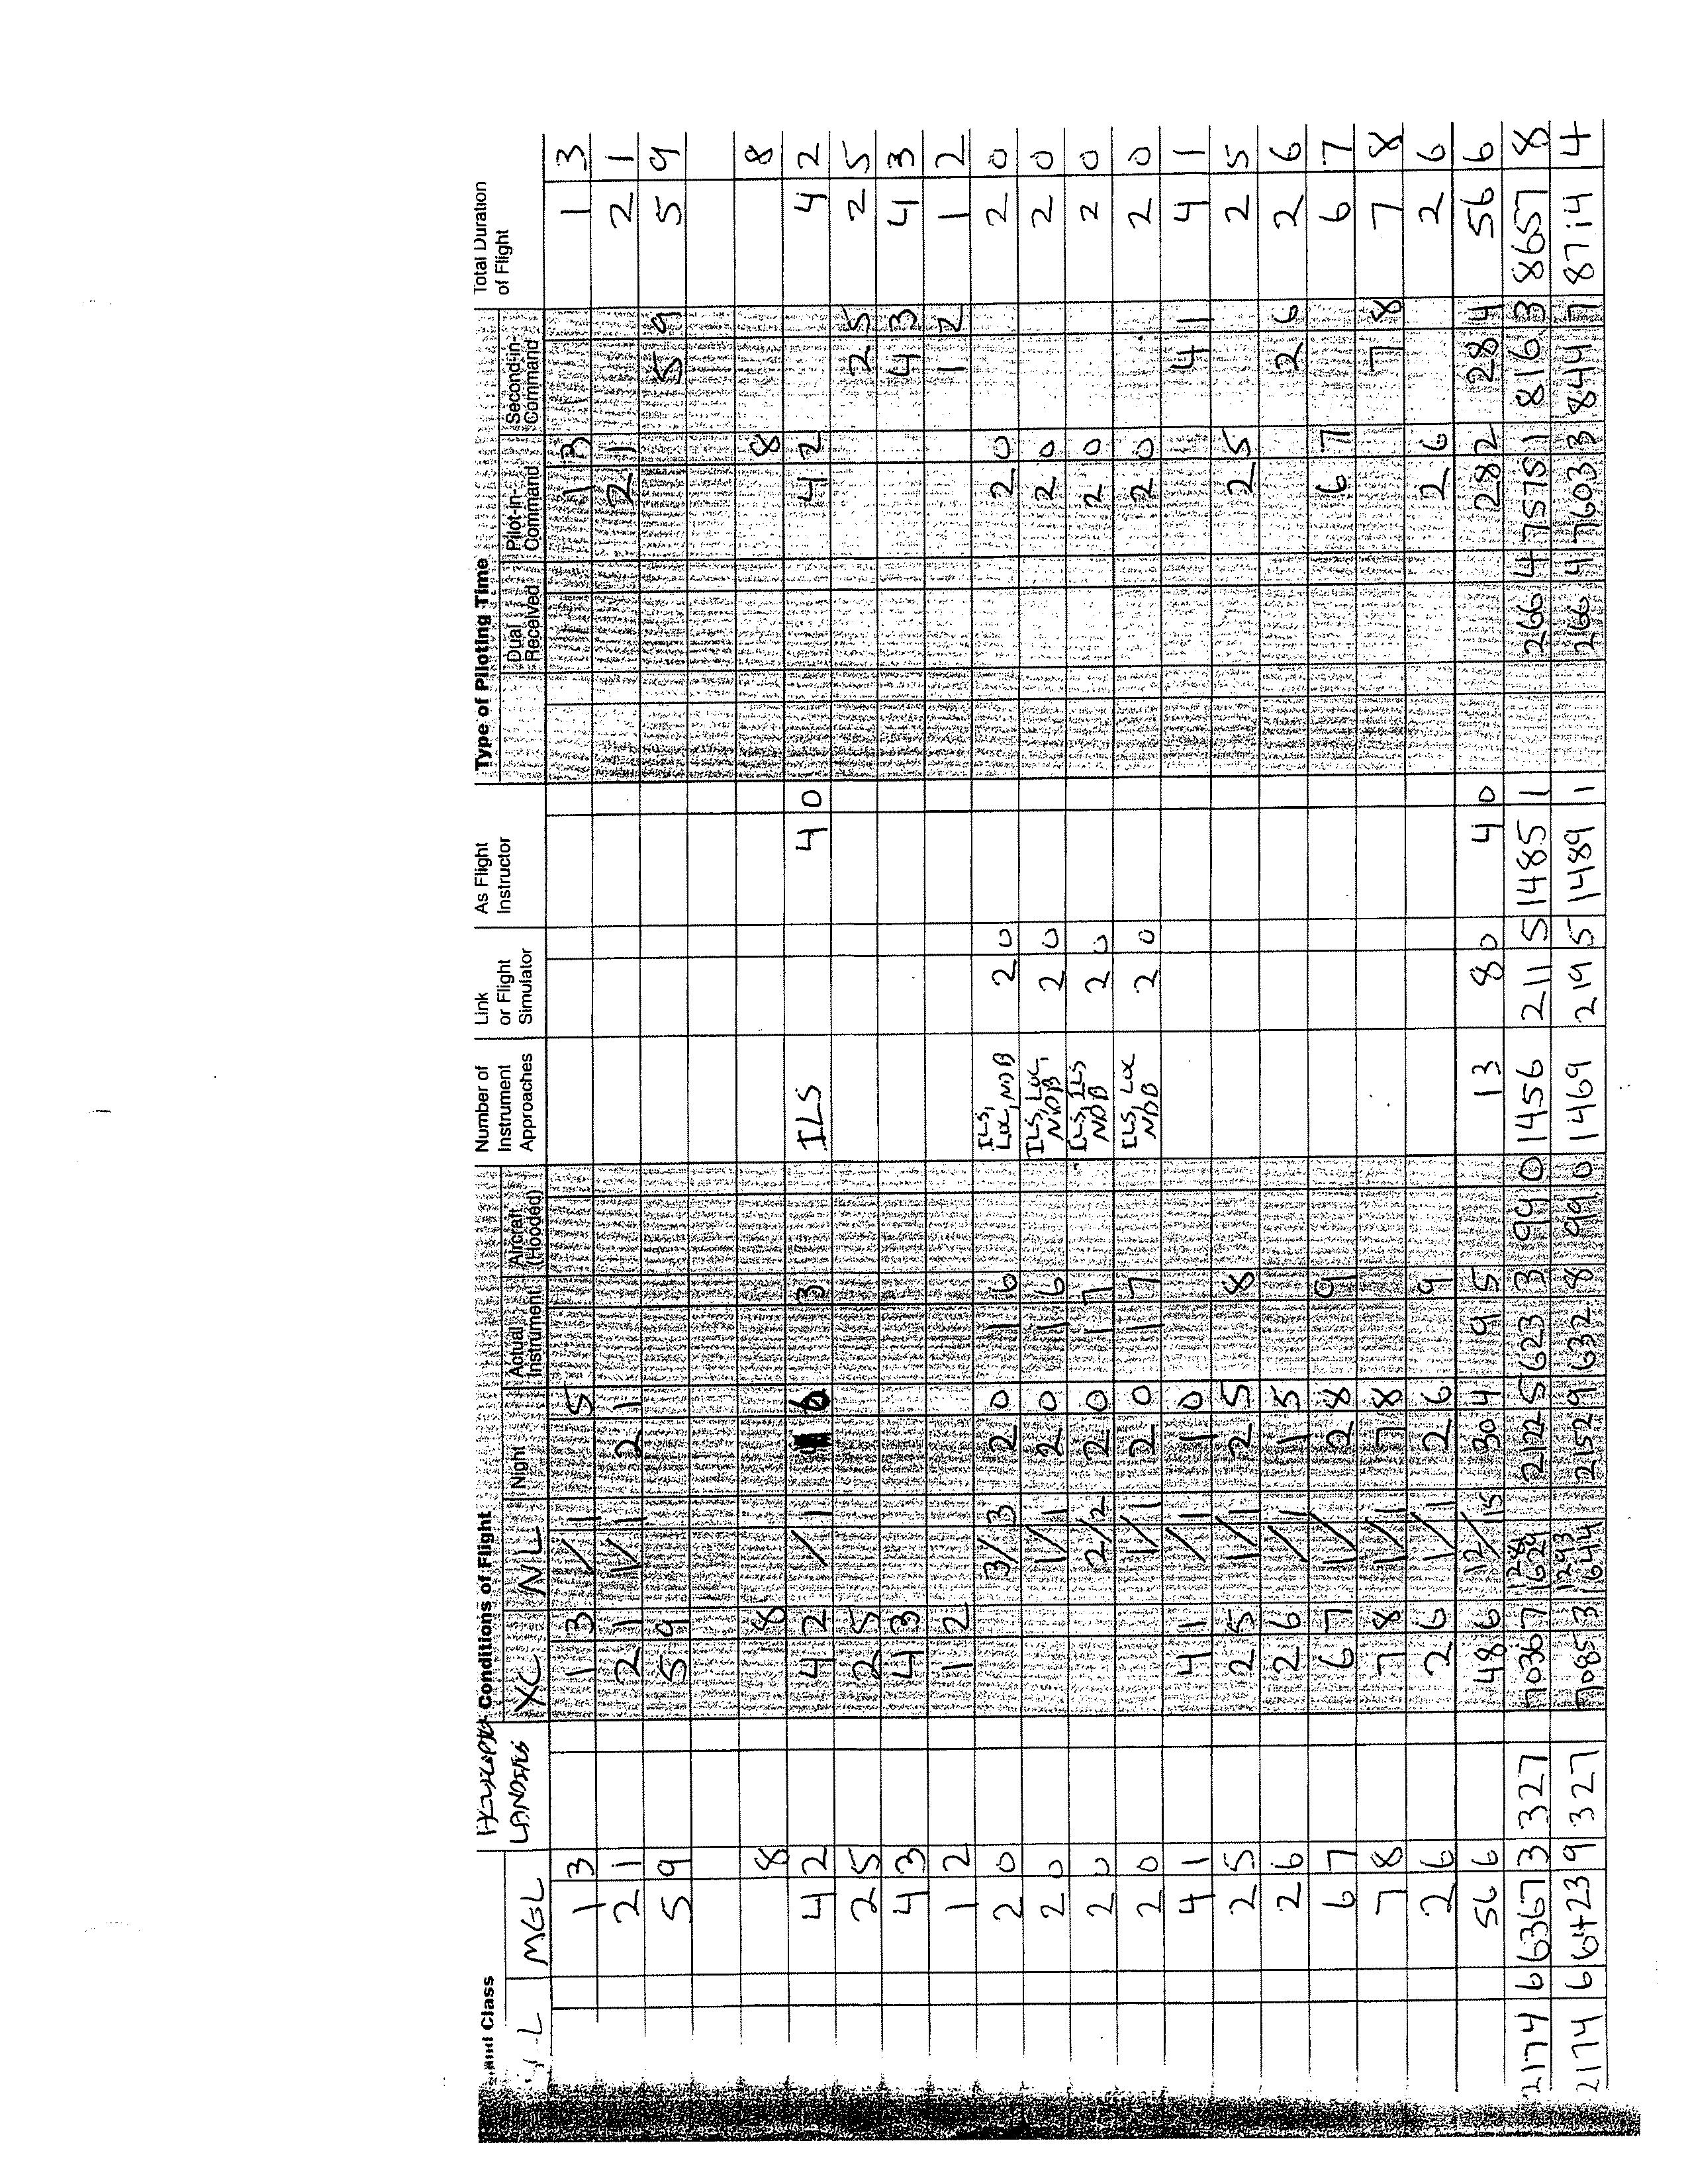 and Class HELICOPTER Conditions of Flight Number of Link As Flight Type of Piloting Time Total Duration
L MGL LANDINGS XC N L Night Actual Aircraft Instrument or Flight Instructor Dual Pilot-in- Second-in- of Flight
Instrument (Hooded) Approaches Simulator Received Command Command
1 3 1 3 1/1 5 1 3 1 3
2 1 2 1 1/1 2 1 2 1 2 1
5 9 5 9 5 9 5 9
8 8 8 8
4 2 4 2 /1 6 3 ILS 4 0 4 2 4 2
2 5 2 5 2 5 2 5
4 3 4 3 4 3 4 3
1 2 1 2 1 2 1 2
2 0 3/3 2 0 1 6 ILS, LOC, NDB 2 0 2 0 2 0
2 0 1/1 2 0 1 6 ILS, LOC, NDB 2 0 2 0 2 0
2 0 2/2 2 0 1 7 ILS, ILS NDB 2 0 2 0 2 0
2 0 1/1 2 0 1 7 ILS, LOC NDB 2 0 2 0 2 0
4 1 4 1 /1 1 0 4 1 4 1
2 5 2 5 1/1 2 5 8 2 5 2 5
2 6 2 6 /1 1 5 2 6 2 6
6 7 6 7 1/ 2 8 9 6 7 6 7
7 8 7 8 1/1 7 8 7 8 7 8
2 6 2 6 1/1 2 6 9 2 6 2 6
56 6 48 6 12/15 30 4 9 5 13 8 0 4 0 28 2 28 4 56 6
2174 6 6367 3 327 7036 7 1629 2122 5 623 3 99 0 1456 211 5 1485 1 266 4 7575 1 816 3 8657 8
2174 6 6423 9 327 7085 3 1293 1644 2152 9 632 8 99 0 1469 219 5 1489 1 266 4 7603 3 844 7 8714 4